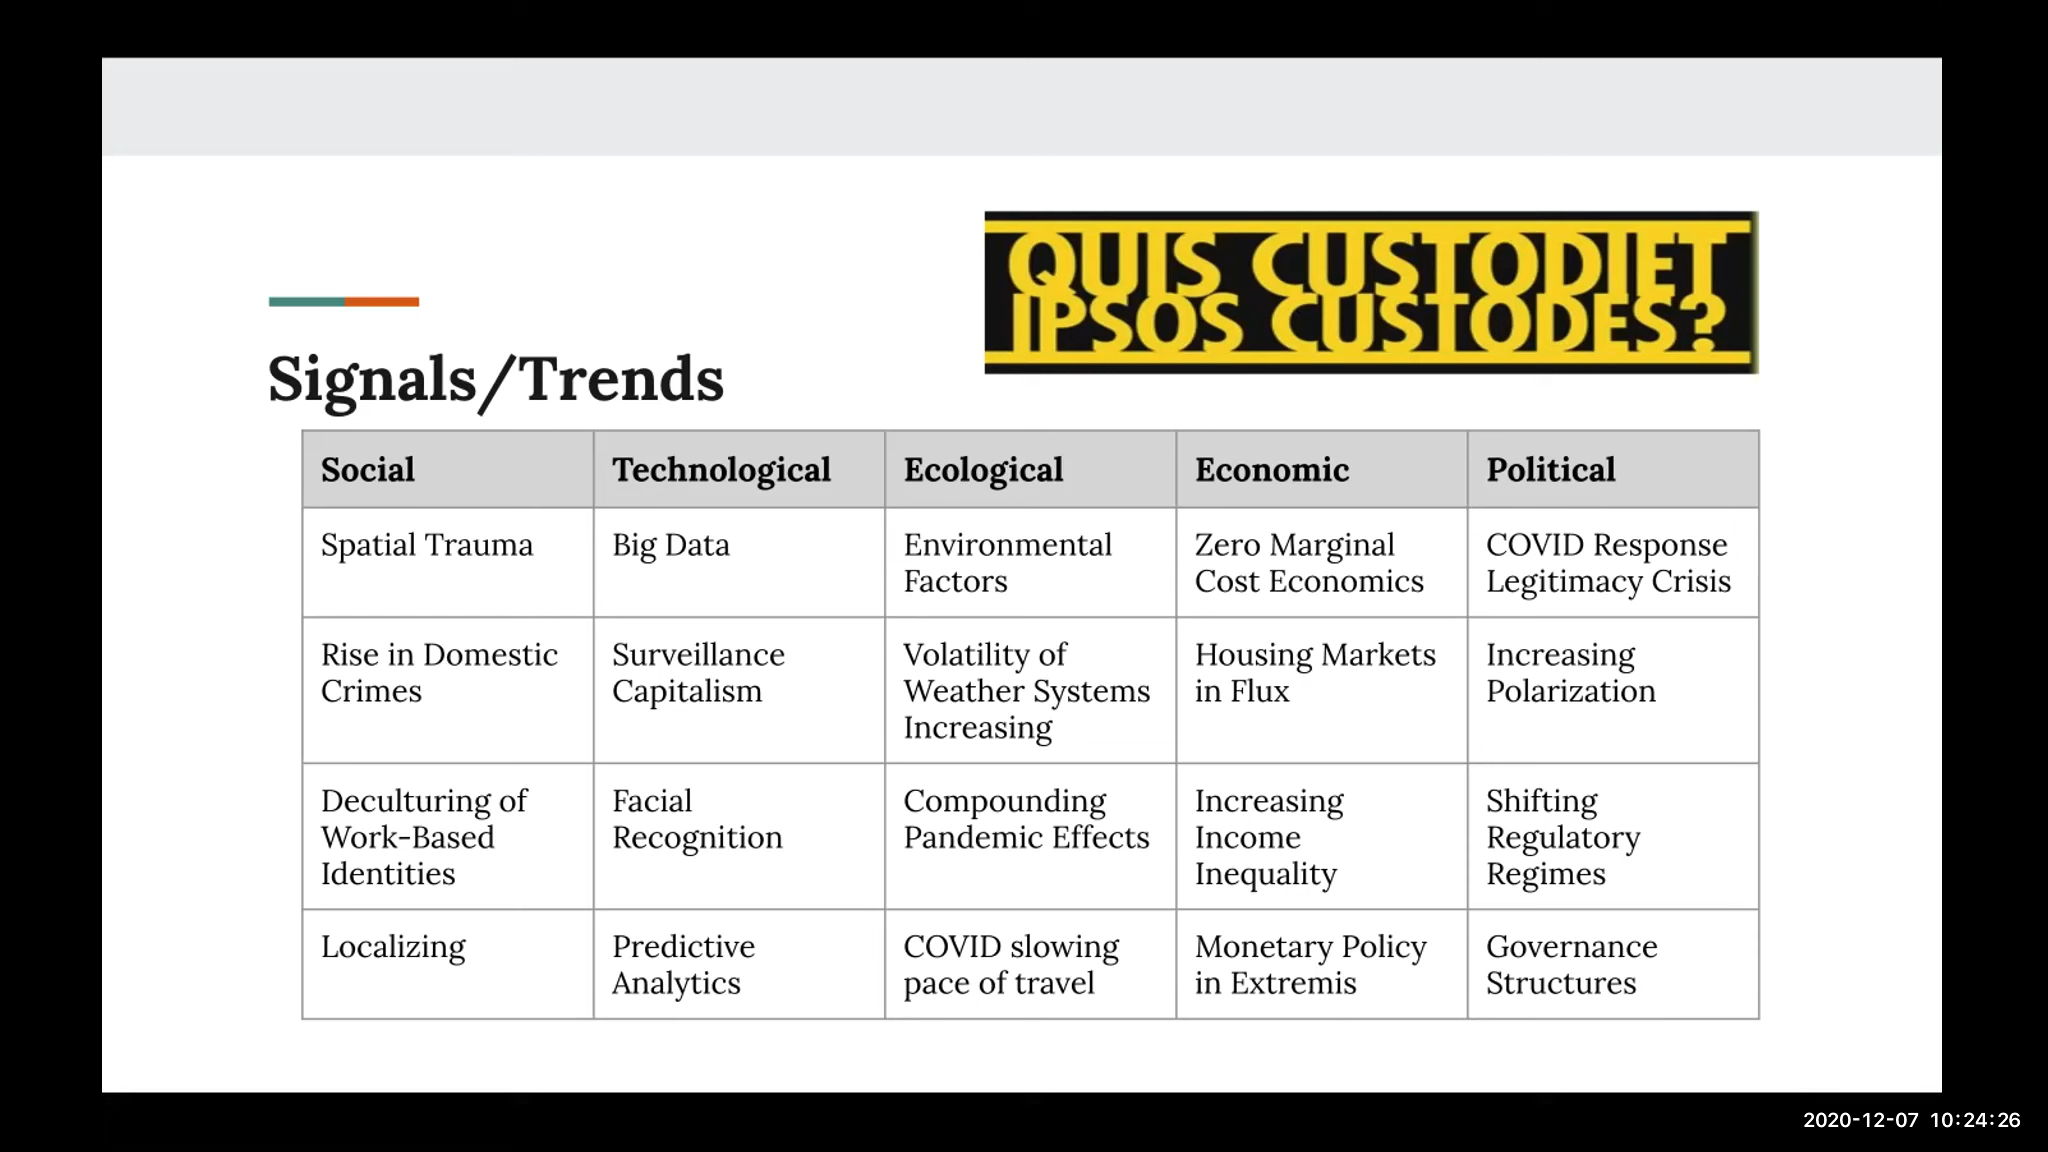 QUIS CUSTODIET
IPSOS CUSTODES?
Signals/Trends
Social
Technological
Ecological
Economic
Political
Spatial Trauma
Big Data
Environmental
Factors
Zero Marginal
Cost Economics
COVID Response
Legitimacy Crisis
Rise in Domestic
Crimes
Surveillance
Capitalism
Volatility of
Weather Systems
Increasing
Housing Markets
in Flux
Increasing
Polarization
Deculturing of
Work-Based
Identities
Facial
Recognition
Compounding
Pandemic Effects
Increasing
Income
Inequality
Shifting
Regulatory
Regimes
Localizing
Predictive
Analytics
COVID slowing
pace of travel
Monetary Policy
in Extremis
Governance
Structures
2020-12-07 10:24:26